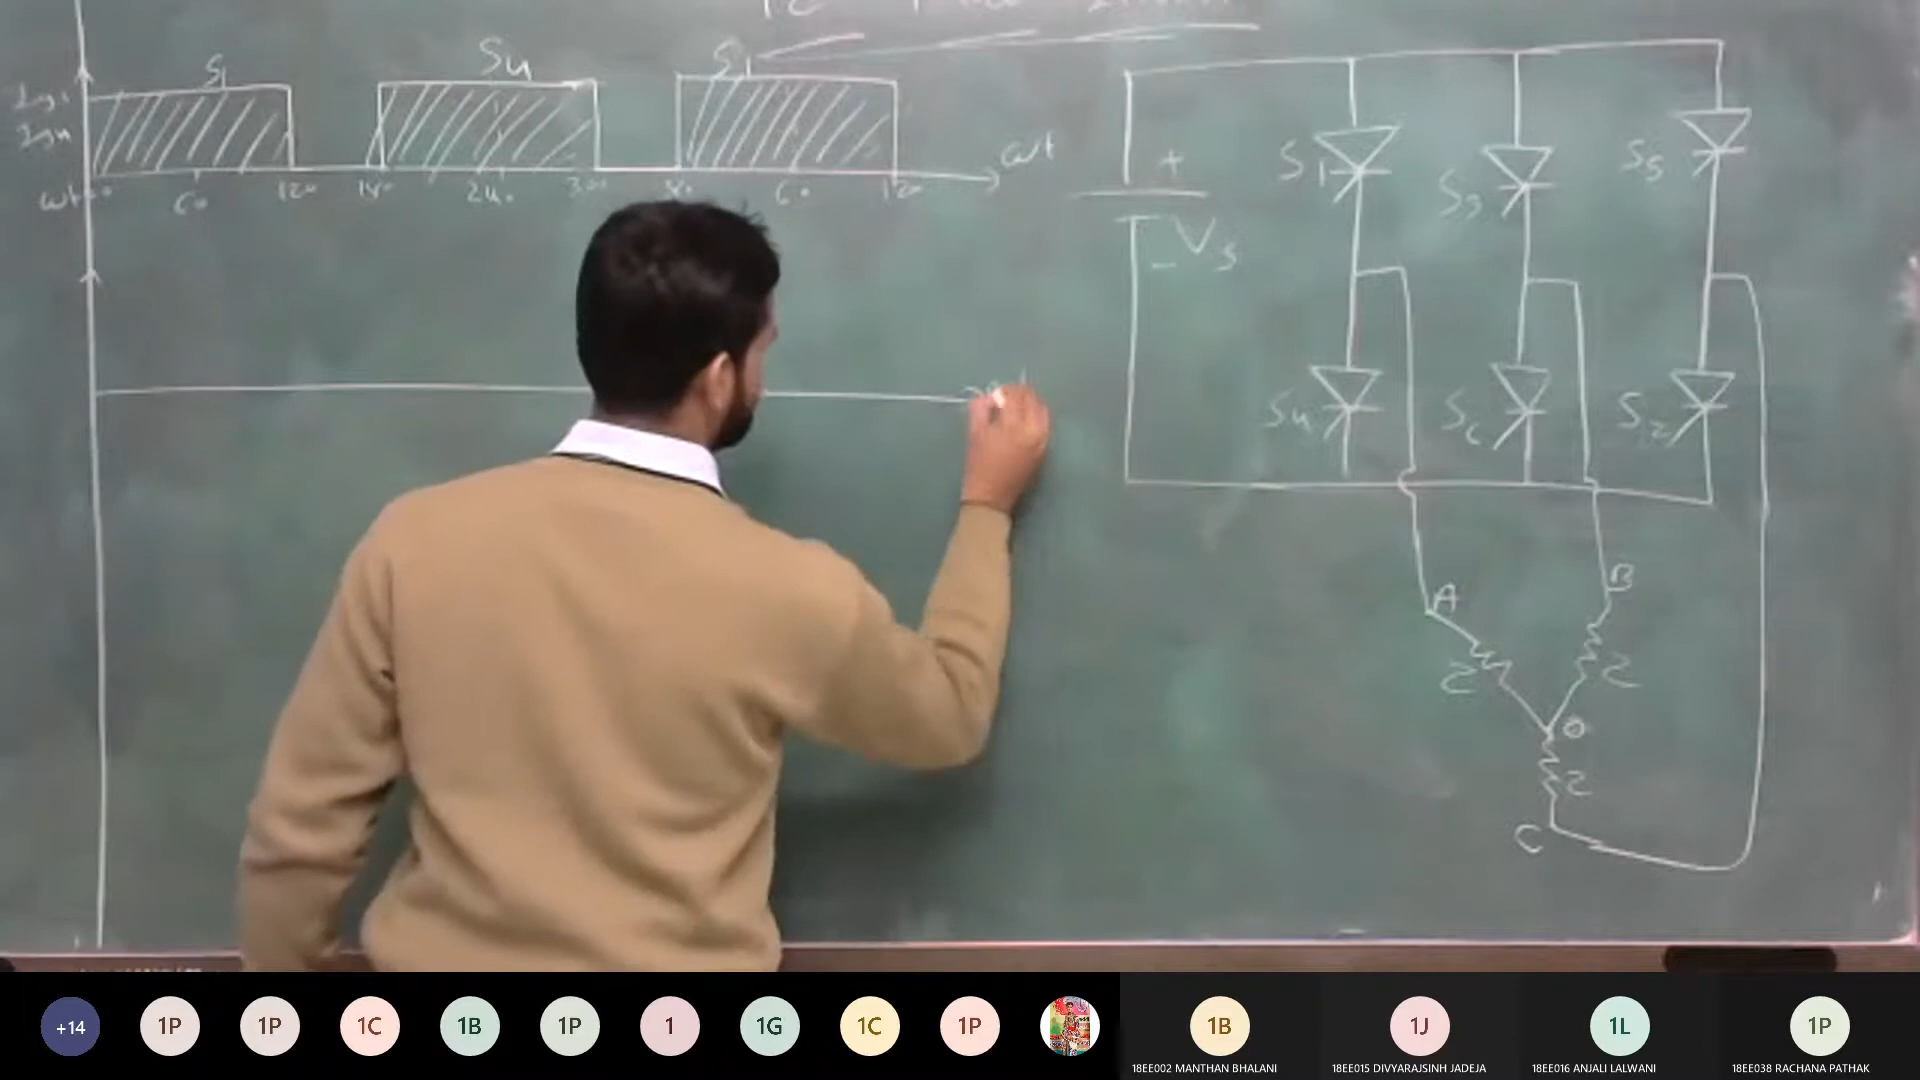 S1 S4 S1
ωt
60 120 180 240 300 360 60 120
+
- Vs
S1 S3 S5
S4 S6 S2
A B
Z Z
O
Z
C
+14 1P 1P 1C 1B 1P 1 1G 1C 1P 1B 1J 1L 1P
18EE002 MANTHAN BHALANI 18EE015 DIVYARAJSINH JADEJA 18EE016 ANJALI LALWANI 18EE038 RACHANA PATHAK